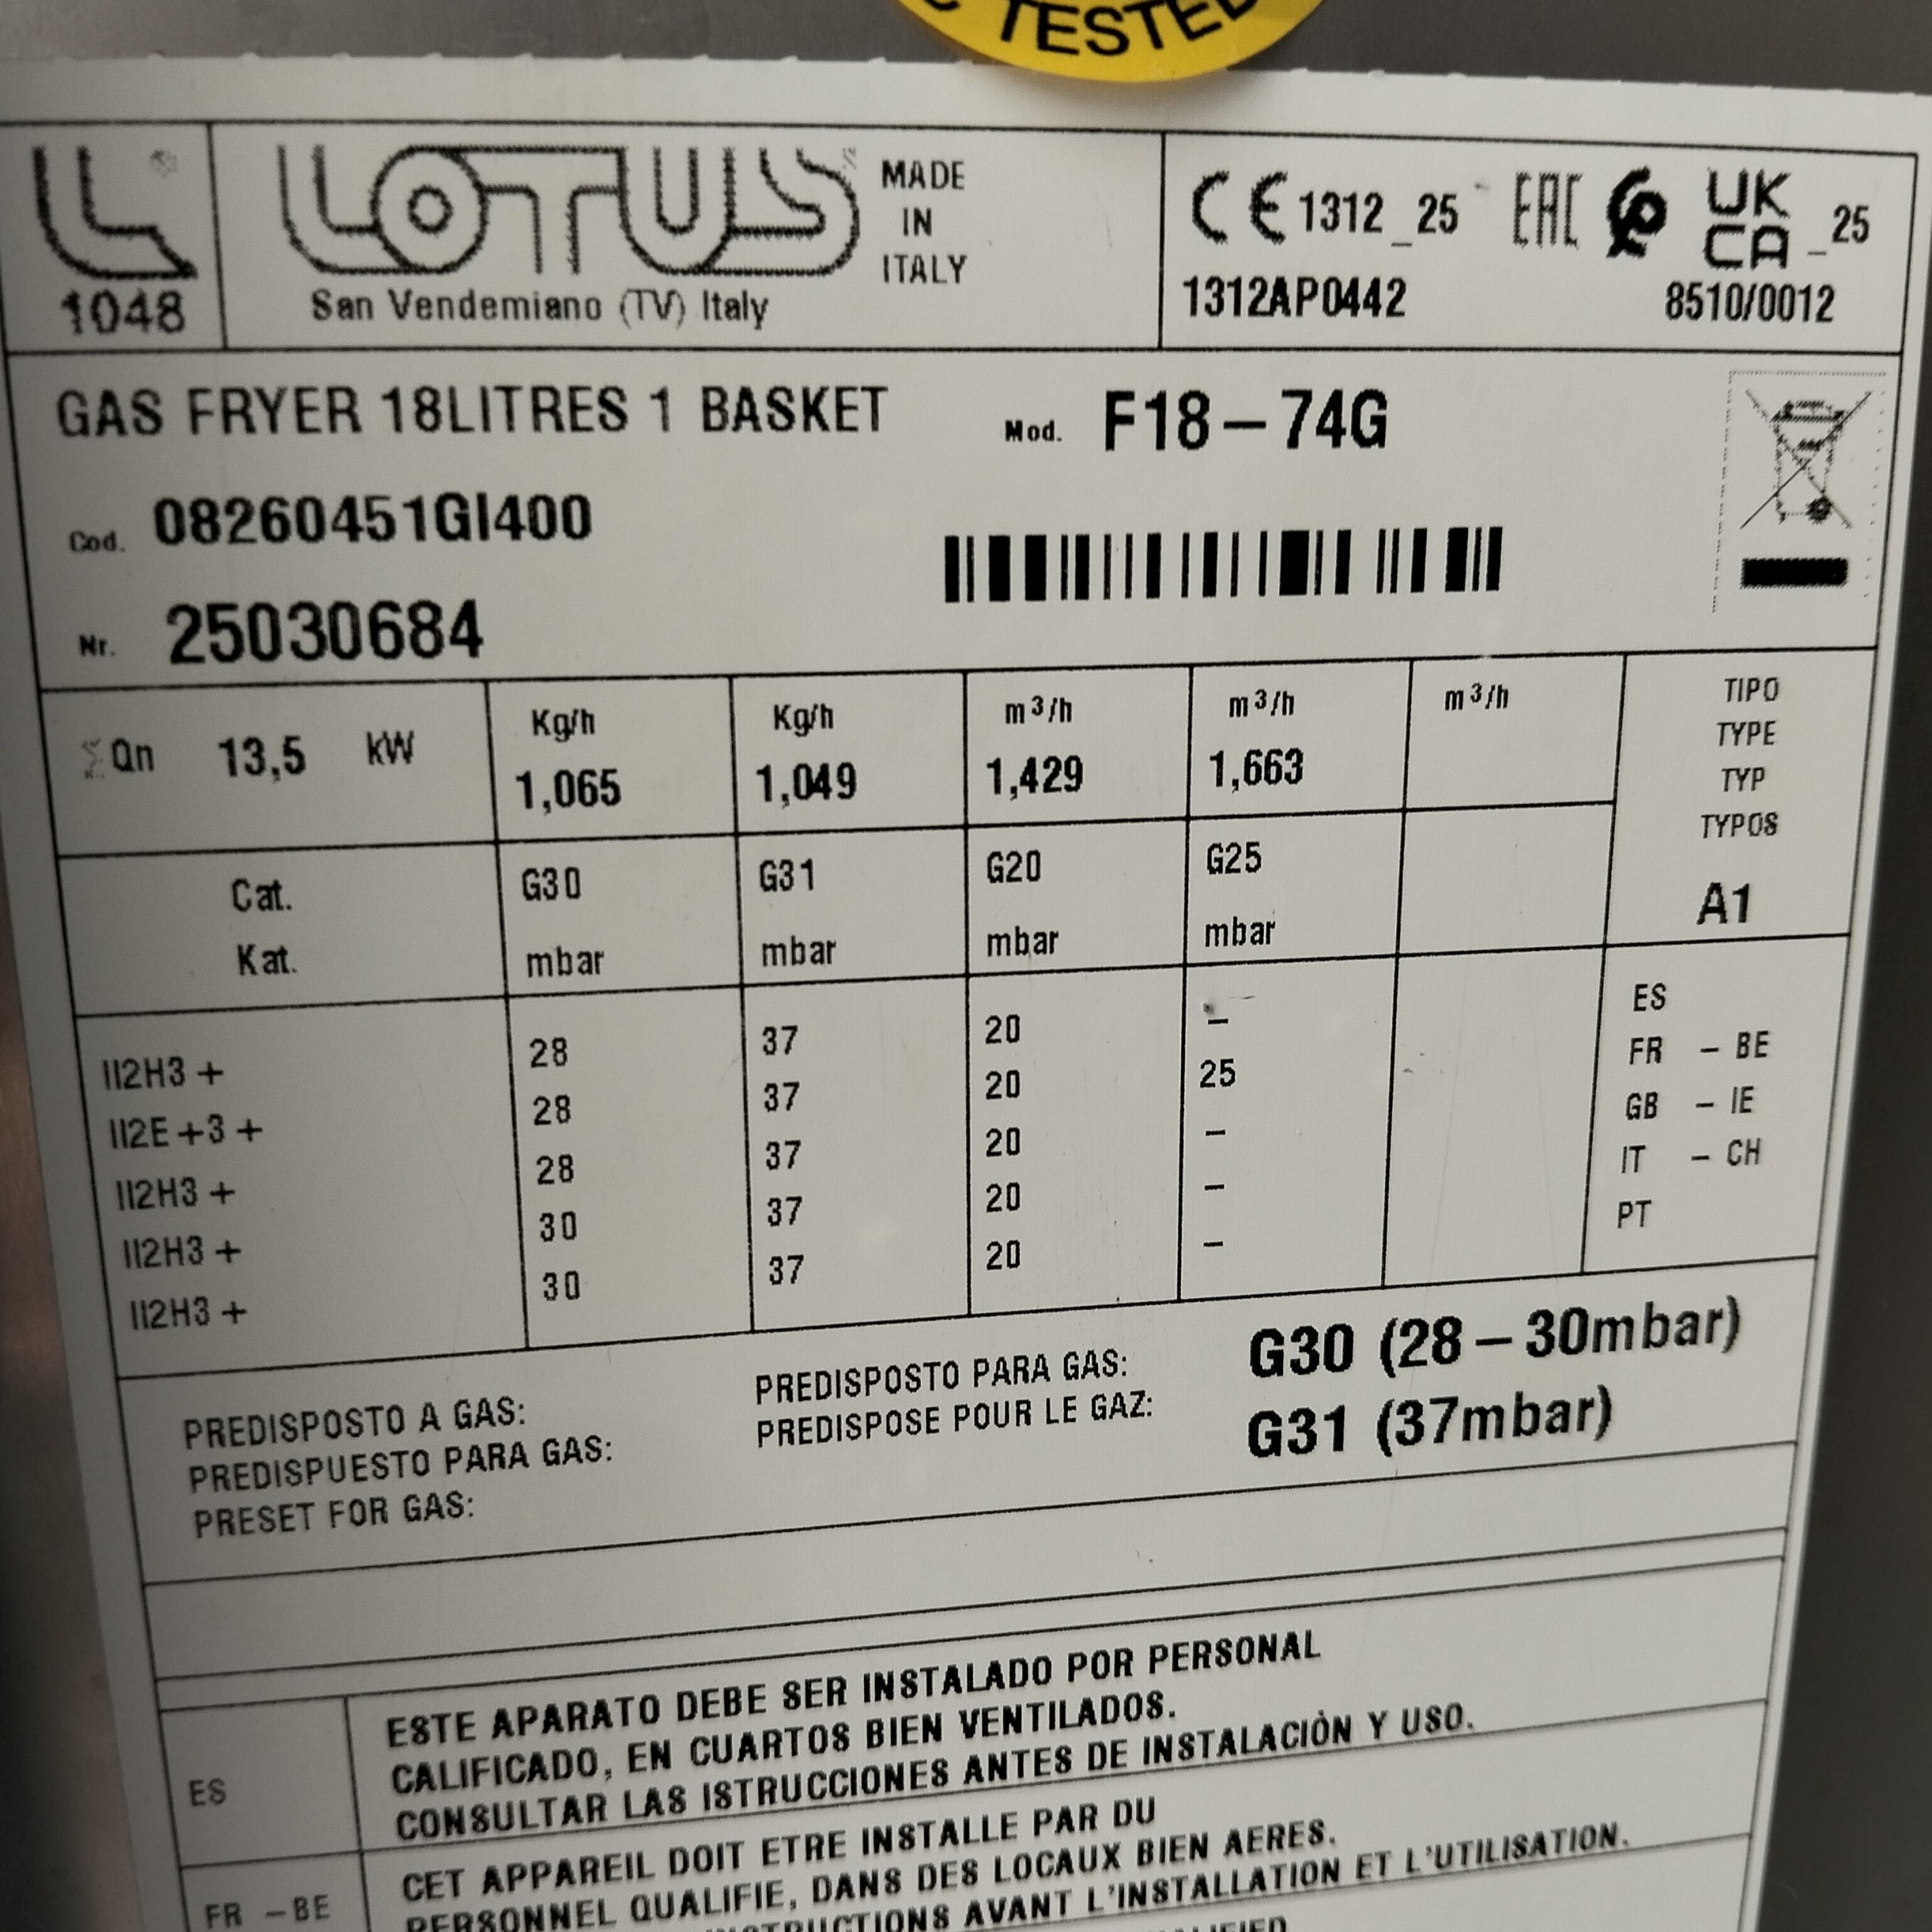 TESTED
LOTUS
MADE
IN
ITALY
1048
San Vendemiano (TV) Italy
CE 1312_25 EAC UK CA _25
1312AP0442 8510/0012
GAS FRYER 18LITRES 1 BASKET Mod. F18-74G
Cod. 08260451GI400
Nr. 25030684
ΣQn 13,5 kW
Kg/h Kg/h m³/h m³/h m³/h
1,065 1,049 1,429 1,663
TIPO
TYPE
TYP
TYPOS
A1
Cat. G30 G31 G20 G25
Kat. mbar mbar mbar mbar
II2H3+ 28 37 20 - ES
II2E+3+ 28 37 20 25 FR - BE
II2H3+ 28 37 20 - GB - IE
II2H3+ 30 37 20 - IT - CH
II2H3+ 30 37 20 - PT
PREDISPOSTO A GAS: PREDISPOSTO PARA GAS: G30 (28-30mbar)
PREDISPUESTO PARA GAS: PREDISPOSE POUR LE GAZ: G31 (37mbar)
PRESET FOR GAS:
ES
ESTE APARATO DEBE SER INSTALADO POR PERSONAL
CALIFICADO, EN CUARTOS BIEN VENTILADOS.
CONSULTAR LAS ISTRUCCIONES ANTES DE INSTALACIÒN Y USO.
FR - BE
CET APPAREIL DOIT ETRE INSTALLE PAR DU
PERSONNEL QUALIFIE, DANS DES LOCAUX BIEN AERES.
AVANT L'INSTALLATION ET L'UTILISATION.